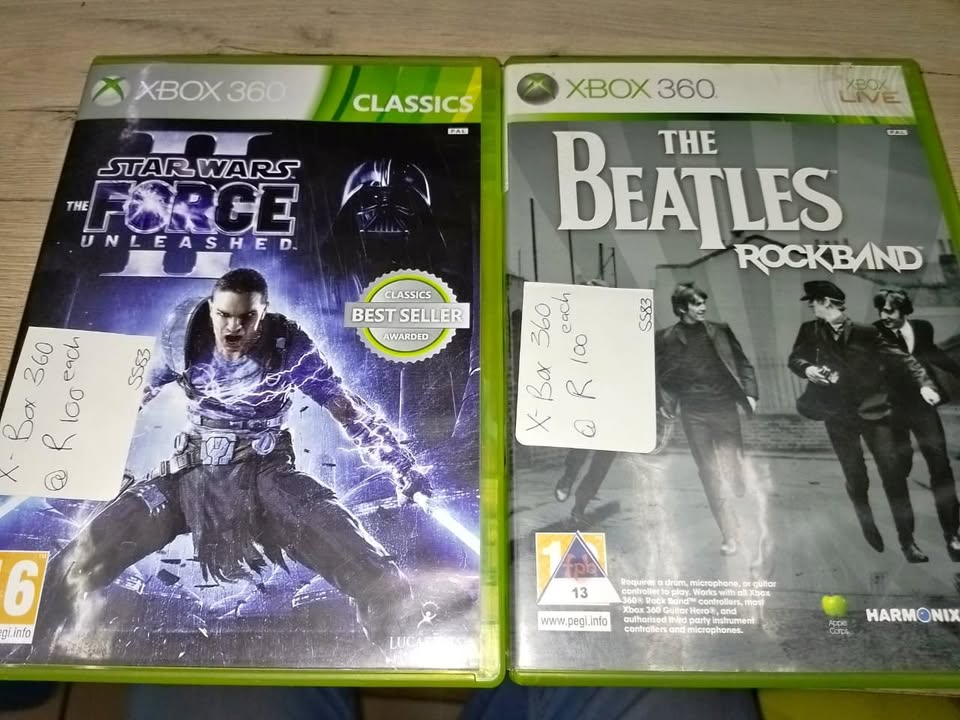 XBOX 360
CLASSICS
PAL
II
STAR WARS
THE FORCE
UNLEASHED
CLASSICS
BEST SELLER
AWARDED
X-Box 360
@ R 100 each
SS83
16
pegi.info
XBOX 360
XBOX
LIVE
PAL
THE
BEATLES
ROCKBAND
X-Box 360
@ R 100 each
SS83
fpb
13
www.pegi.info
Requires a drum, microphone, or guitar
controller to play. Works with all Xbox
360® Rock Band™ controllers, most
Xbox 360 Guitar Hero®, and
authorised third party instrument
controllers and microphones.
Apple
Corps
HARMONIX